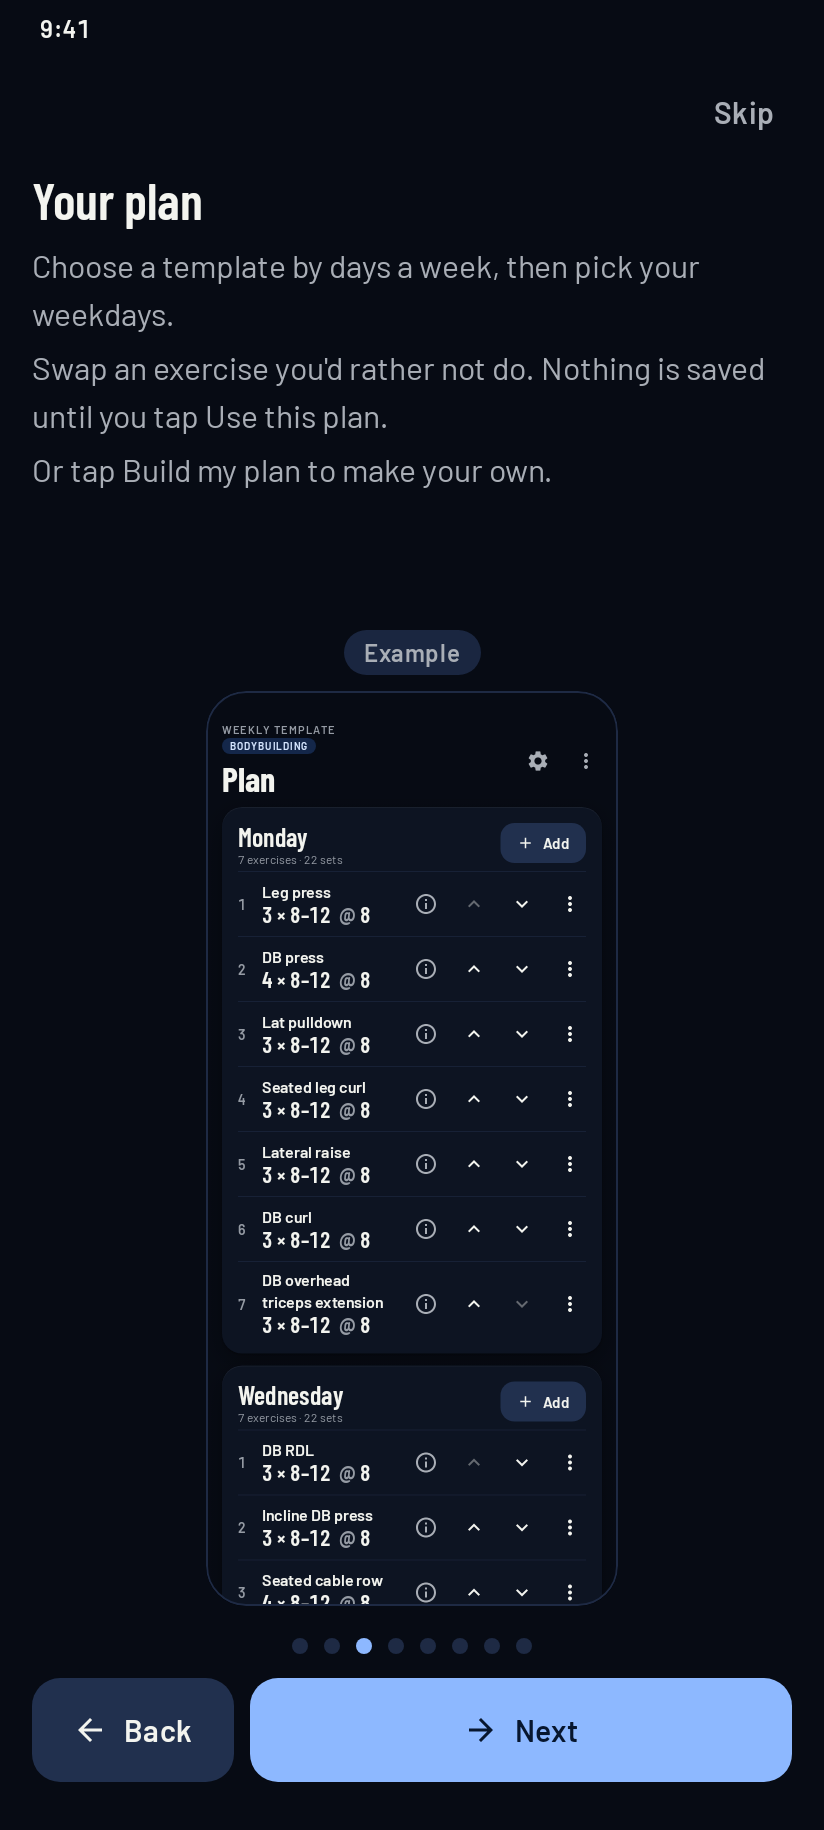 9:41
Skip
Your plan
Choose a template by days a week, then pick your
weekdays.
Swap an exercise you'd rather not do. Nothing is saved
until you tap Use this plan.
Or tap Build my plan to make your own.
Example
WEEKLY TEMPLATE
BODYBUILDING
Plan
Monday
7 exercises · 22 sets
+ Add
1 Leg press
3 × 8–12 @ 8
2 DB press
4 × 8–12 @ 8
3 Lat pulldown
3 × 8–12 @ 8
4 Seated leg curl
3 × 8–12 @ 8
5 Lateral raise
3 × 8–12 @ 8
6 DB curl
3 × 8–12 @ 8
7 DB overhead
triceps extension
3 × 8–12 @ 8
Wednesday
7 exercises · 22 sets
+ Add
1 DB RDL
3 × 8–12 @ 8
2 Incline DB press
3 × 8–12 @ 8
3 Seated cable row
4 × 8–12 @ 8
Back
Next